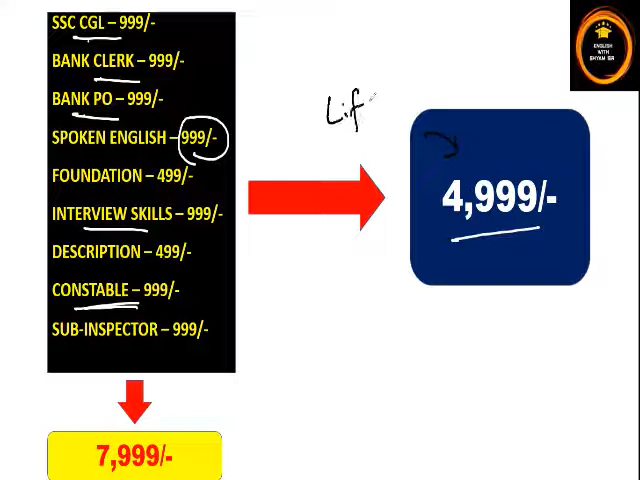 SSC CGL – 999/-
BANK CLERK – 999/-
BANK PO – 999/-
SPOKEN ENGLISH – 999/-
FOUNDATION – 499/-
INTERVIEW SKILLS – 999/-
DESCRIPTION – 499/-
CONSTABLE – 999/-
SUB-INSPECTOR – 999/-
7,999/-
Lif
4,999/-
ENGLISH
WITH
SHYAM SIR